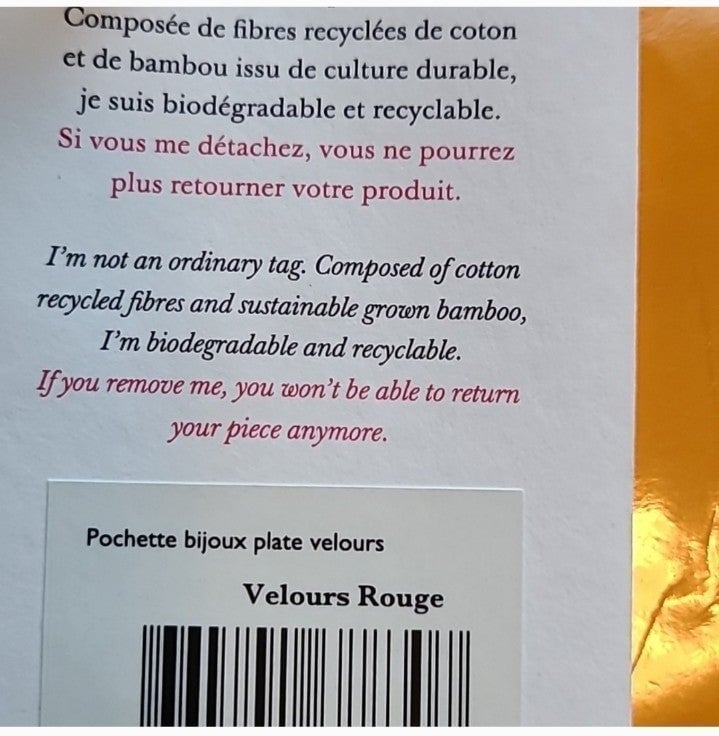 Composée de fibres recyclées de coton
et de bambou issu de culture durable,
je suis biodégradable et recyclable.
Si vous me détachez, vous ne pourrez
plus retourner votre produit.
I'm not an ordinary tag. Composed of cotton
recycled fibres and sustainable grown bamboo,
I'm biodegradable and recyclable.
If you remove me, you won't be able to return
your piece anymore.
Pochette bijoux plate velours
Velours Rouge